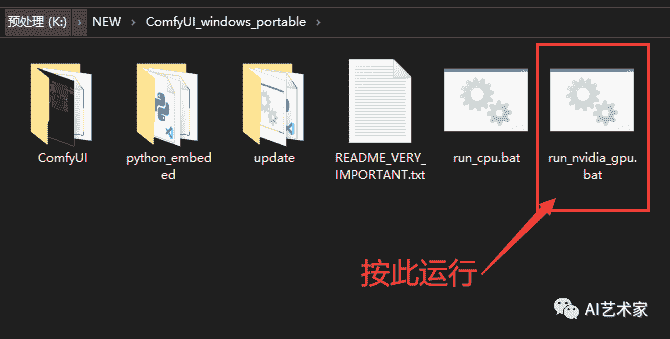 预处理 (K:) › NEW › ComfyUI_windows_portable ›
ComfyUI
python_embed
ed
update
README_VERY_
IMPORTANT.txt
run_cpu.bat
run_nvidia_gpu.
bat
按此运行
AI艺术家